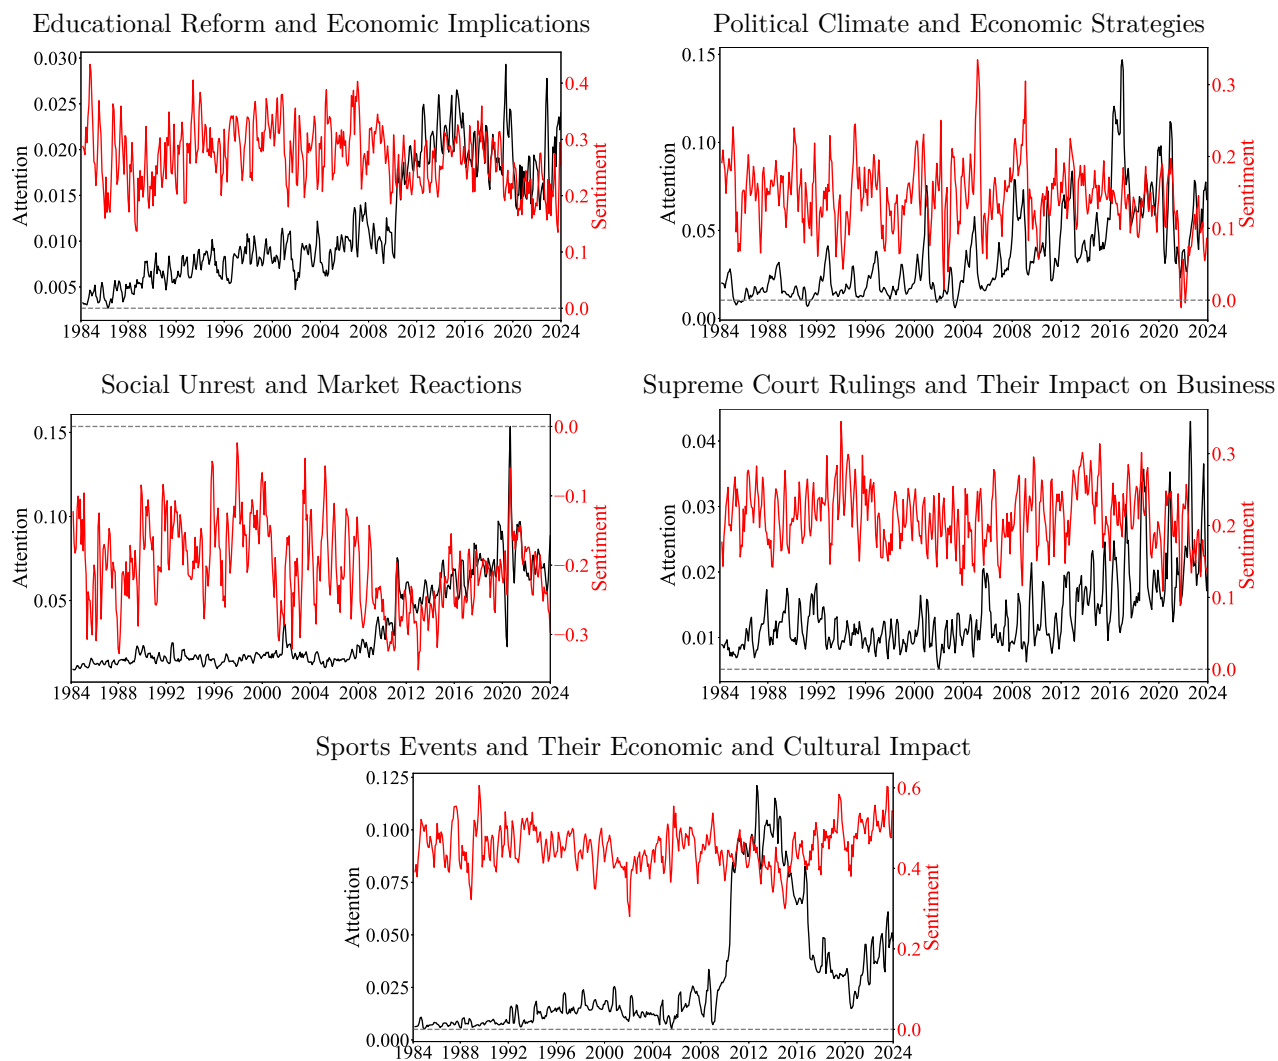 Educational Reform and Economic Implications
0.030
0.025
0.020
0.015
0.010
0.005
Attention
0.4
0.3
0.2
0.1
0.0
Sentiment
1984 1988 1992 1996 2000 2004 2008 2012 2016 2020 2024
Political Climate and Economic Strategies
0.15
0.10
0.05
0.00
Attention
0.3
0.2
0.1
0.0
Sentiment
1984 1988 1992 1996 2000 2004 2008 2012 2016 2020 2024
Social Unrest and Market Reactions
0.15
0.10
0.05
Attention
0.0
−0.1
−0.2
−0.3
Sentiment
1984 1988 1992 1996 2000 2004 2008 2012 2016 2020 2024
Supreme Court Rulings and Their Impact on Business
0.04
0.03
0.02
0.01
Attention
0.3
0.2
0.1
0.0
Sentiment
1984 1988 1992 1996 2000 2004 2008 2012 2016 2020 2024
Sports Events and Their Economic and Cultural Impact
0.125
0.100
0.075
0.050
0.025
0.000
Attention
0.6
0.4
0.2
0.0
Sentiment
1984 1988 1992 1996 2000 2004 2008 2012 2016 2020 2024